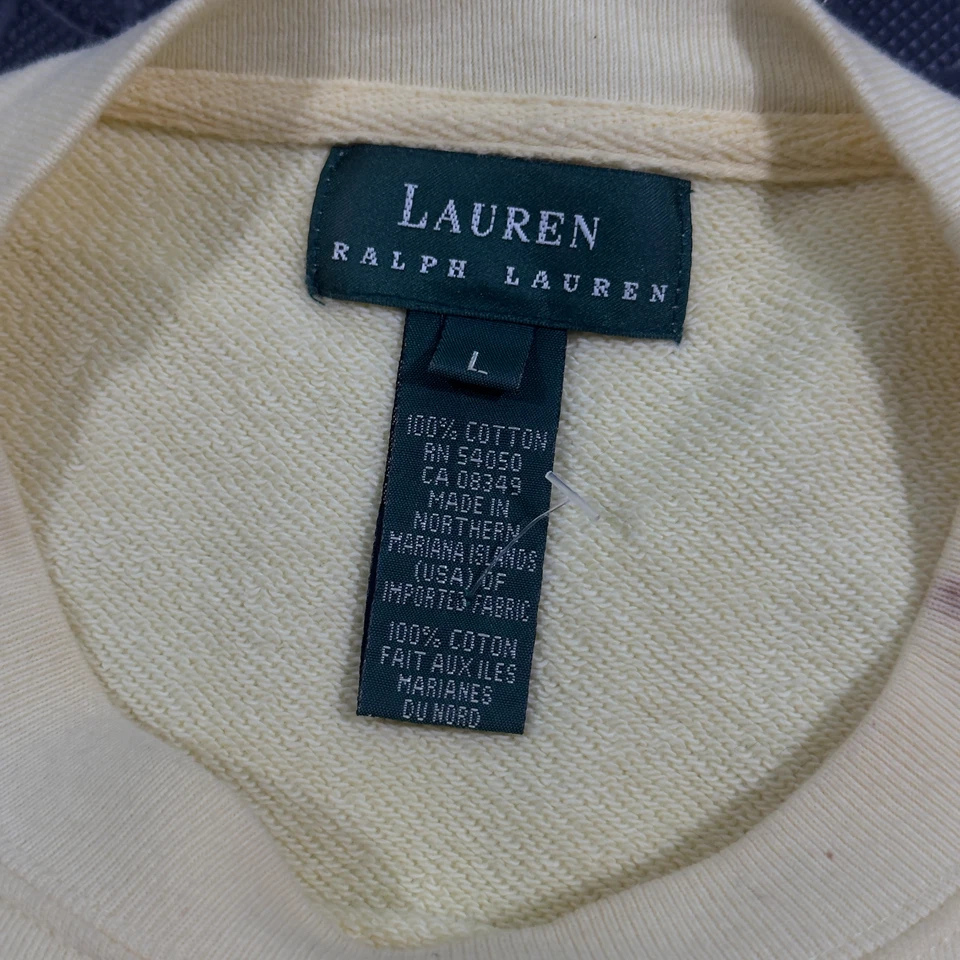 LAUREN
RALPH LAUREN
L
100% COTTON
RN 54050
CA 08349
MADE IN
NORTHERN
MARIANA ISLANDS
(USA) OF
IMPORTED FABRIC
100% COTON
FAIT AUX ILES
MARIANES
DU NORD